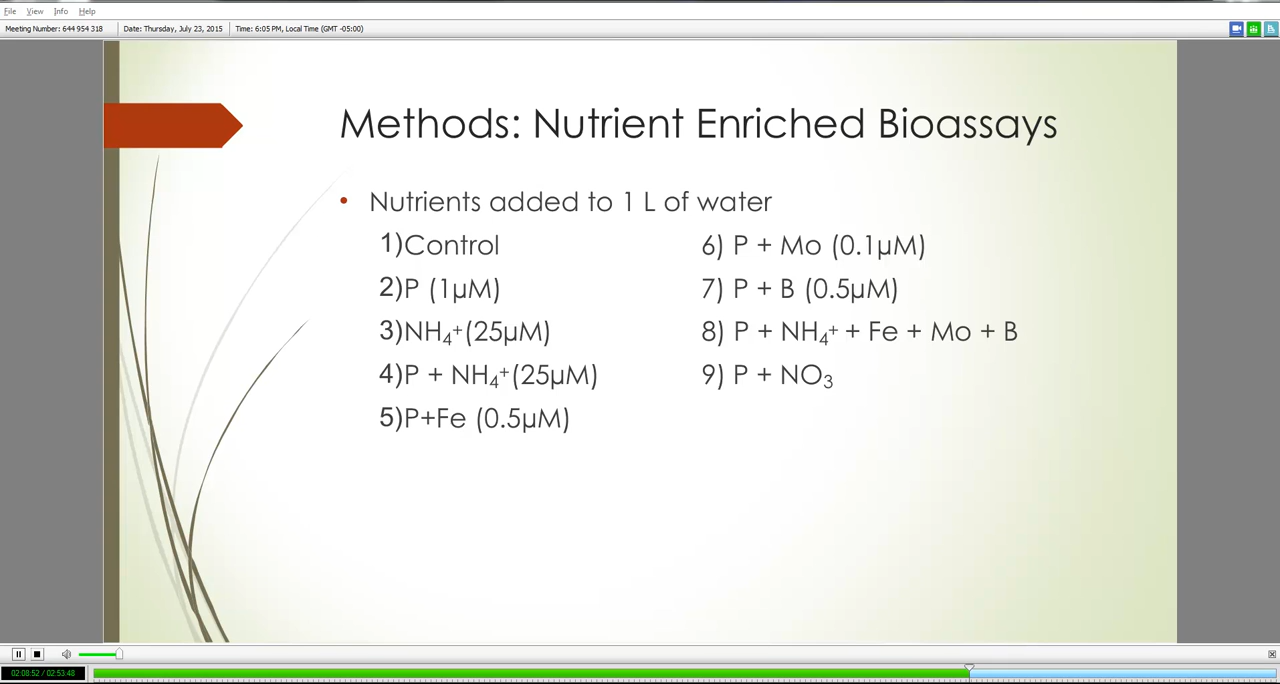 File View Info Help
Meeting Number: 644 954 318 Date: Thursday, July 23, 2015 Time: 6:05 PM, Local Time (GMT -05:00)
Methods: Nutrient Enriched Bioassays
• Nutrients added to 1 L of water
1)Control
2)P (1µM)
3)NH₄⁺(25µM)
4)P + NH₄⁺(25µM)
5)P+Fe (0.5µM)
6) P + Mo (0.1µM)
7) P + B (0.5µM)
8) P + NH₄⁺ + Fe + Mo + B
9) P + NO₃
02:08:52 / 02:53:48